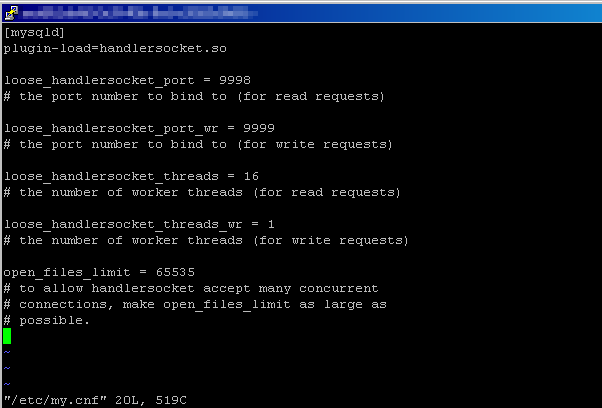 [mysqld]
plugin-load=handlersocket.so
loose_handlersocket_port = 9998
# the port number to bind to (for read requests)
loose_handlersocket_port_wr = 9999
# the port number to bind to (for write requests)
loose_handlersocket_threads = 16
# the number of worker threads (for read requests)
loose_handlersocket_threads_wr = 1
# the number of worker threads (for write requests)
open_files_limit = 65535
# to allow handlersocket accept many concurrent
# connections, make open_files_limit as large as
# possible.
~
~
~
"/etc/my.cnf" 20L, 519C